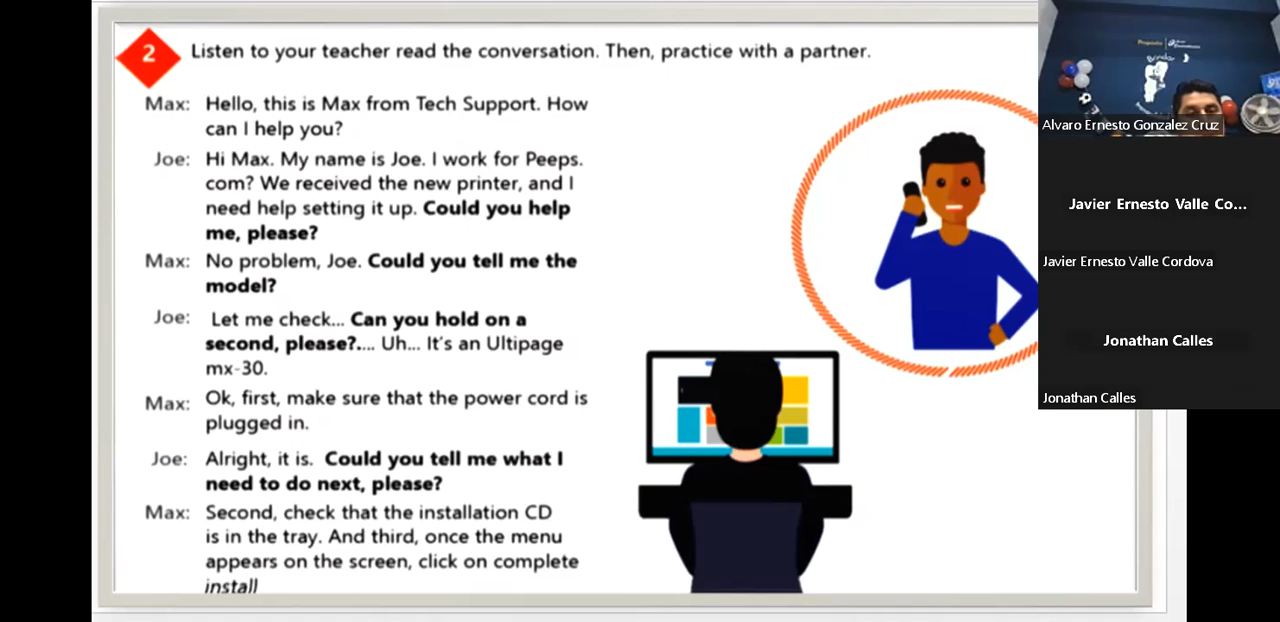 2
Listen to your teacher read the conversation. Then, practice with a partner.
Max: Hello, this is Max from Tech Support. How
can I help you?
Joe: Hi Max. My name is Joe. I work for Peeps.
com? We received the new printer, and I
need help setting it up. Could you help
me, please?
Max: No problem, Joe. Could you tell me the
model?
Joe: Let me check... Can you hold on a
second, please?.... Uh... It's an Ultipage
mx-30.
Max: Ok, first, make sure that the power cord is
plugged in.
Joe: Alright, it is. Could you tell me what I
need to do next, please?
Max: Second, check that the installation CD
is in the tray. And third, once the menu
appears on the screen, click on complete
install
Alvaro Ernesto Gonzalez Cruz
Javier Ernesto Valle Co...
Javier Ernesto Valle Cordova
Jonathan Calles
Jonathan Calles